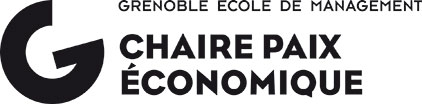 GRENOBLE ECOLE DE MANAGEMENT
CHAIRE PAIX
ÉCONOMIQUE